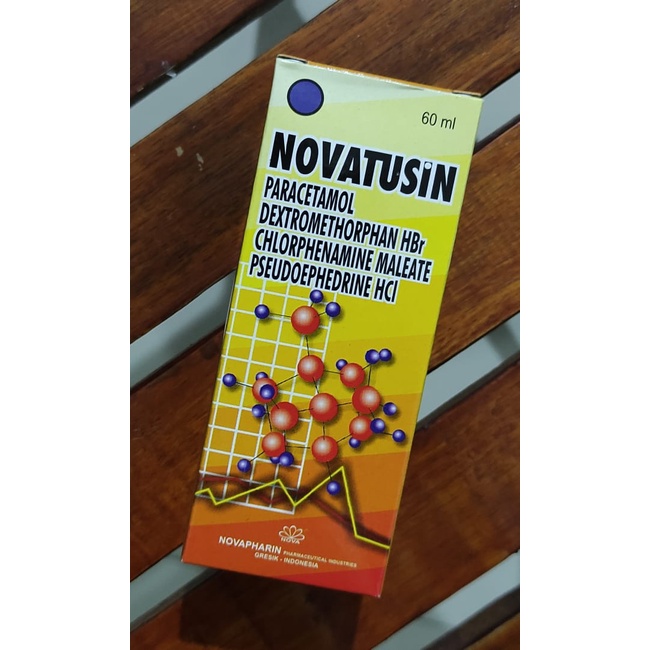 60 ml
NOVATUSiN
PARACETAMOL
DEXTROMETHORPHAN HBr
CHLORPHENAMINE MALEATE
PSEUDOEPHEDRINE HCl
NOVA
NOVAPHARIN PHARMACEUTICAL INDUSTRIES
GRESIK - INDONESIA